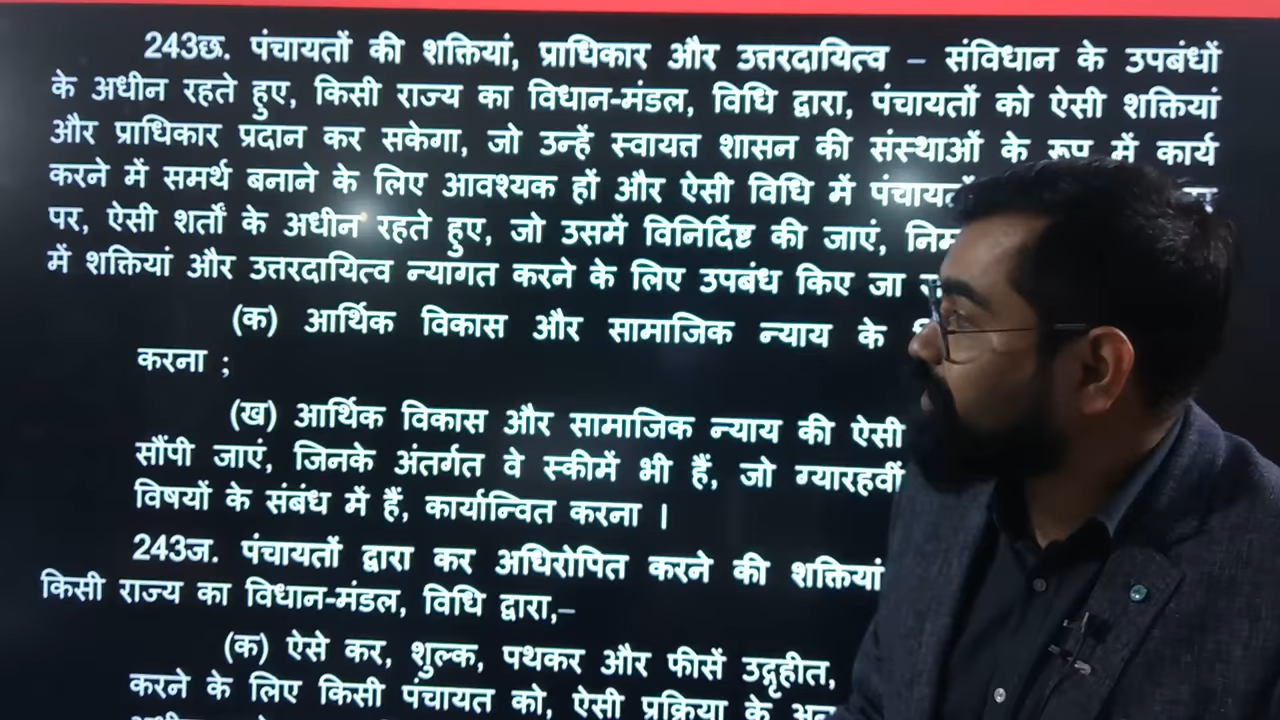 243छ. पंचायतों की शक्तियां, प्राधिकार और उत्तरदायित्व – संविधान के उपबंधों
के अधीन रहते हुए, किसी राज्य का विधान-मंडल, विधि द्वारा, पंचायतों को ऐसी शक्तियां
और प्राधिकार प्रदान कर सकेगा, जो उन्हें स्वायत्त शासन की संस्थाओं के रूप में कार्य
करने में समर्थ बनाने के लिए आवश्यक हों और ऐसी विधि में
पर, ऐसी शर्तों के अधीन रहते हुए, जो उसमें विनिर्दिष्ट की जाएं,
में शक्तियां और उत्तरदायित्व न्यागत करने के लिए उपबंध किए जा
(क) आर्थिक विकास और सामाजिक न्याय के
करना ;
(ख) आर्थिक विकास और सामाजिक न्याय की ऐसी
सौंपी जाएं, जिनके अंतर्गत वे स्कीमें भी हैं, जो ग्यारहवीं
विषयों के संबंध में हैं, कार्यान्वित करना ।
243ज. पंचायतों द्वारा कर अधिरोपित करने की शक्तियां
किसी राज्य का विधान-मंडल, विधि द्वारा,–
(क) ऐसे कर, शुल्क, पथकर और फीसें उद्गृहीत,
करने के लिए किसी पंचायत को, ऐसी प्रक्रिया के